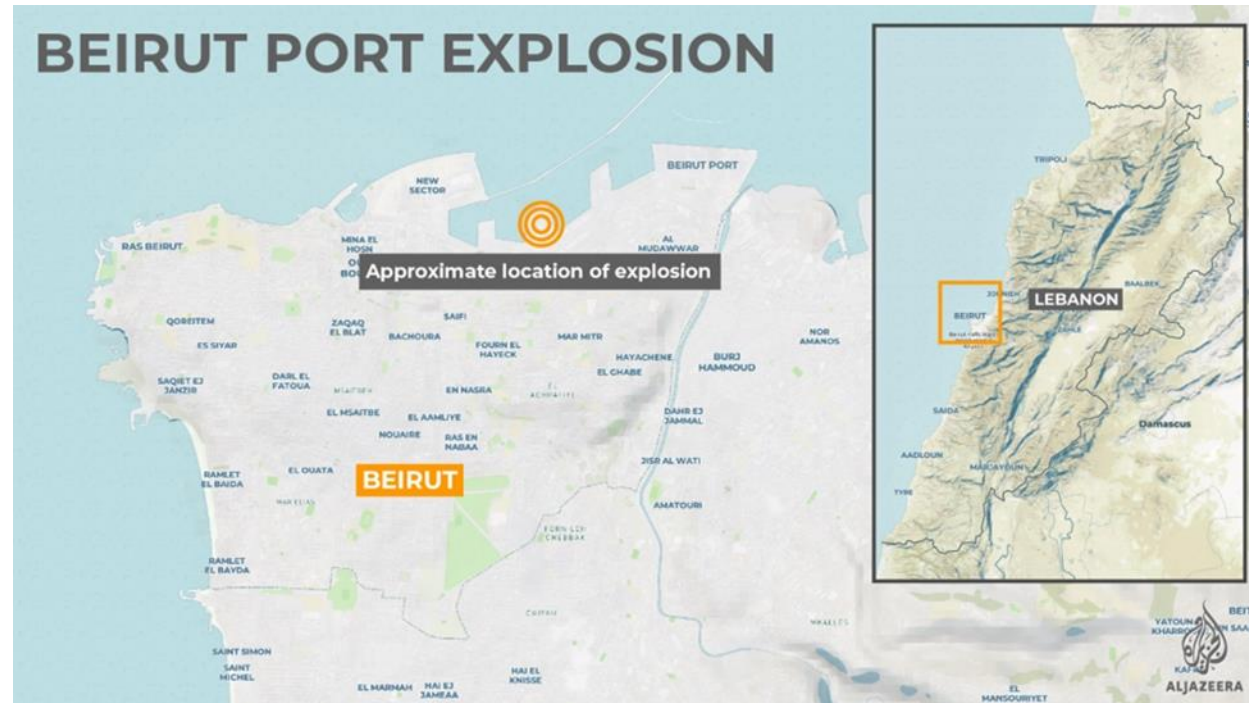 BEIRUT PORT EXPLOSION
BEIRUT PORT
NEW
SECTOR
RAS BEIRUT
MINA EL
HOSN
AL
MUDAWWAR
Approximate location of explosion
QOREITEM
ZAQAQ
EL BLAT
SAIFI
BACHOURA
FOURN EL
HAYECK
MAR MITR
NOR
AMANOS
ES SIYAR
HAYACHENE
EL GHABE
BURJ
HAMMOUD
SAQIET EJ
JANZIR
DARL EL
FATOUA
EN NASRA
EL MSAITBE
EL AAMLIYE
DAHR EJ
JAMMAL
NOUAIRE
RAS EN
NABAA
JISR AL WATI
RAMLET
EL BAIDA
EL OUATA
BEIRUT
MAR ELIAS
AMATOURI
RAMLET
EL BAYDA
SAINT SIMON
SAINT
MICHEL
EL MARMAH
HAI EJ
JAMEAA
HAI EL
KNISSE
EL
MANSOURIYET
TRIPOLI
BAALBEK
LEBANON
BEIRUT
SAIDA
Damascus
AADLOUN
MARJAYOUN
TYRE
ALJAZEERA